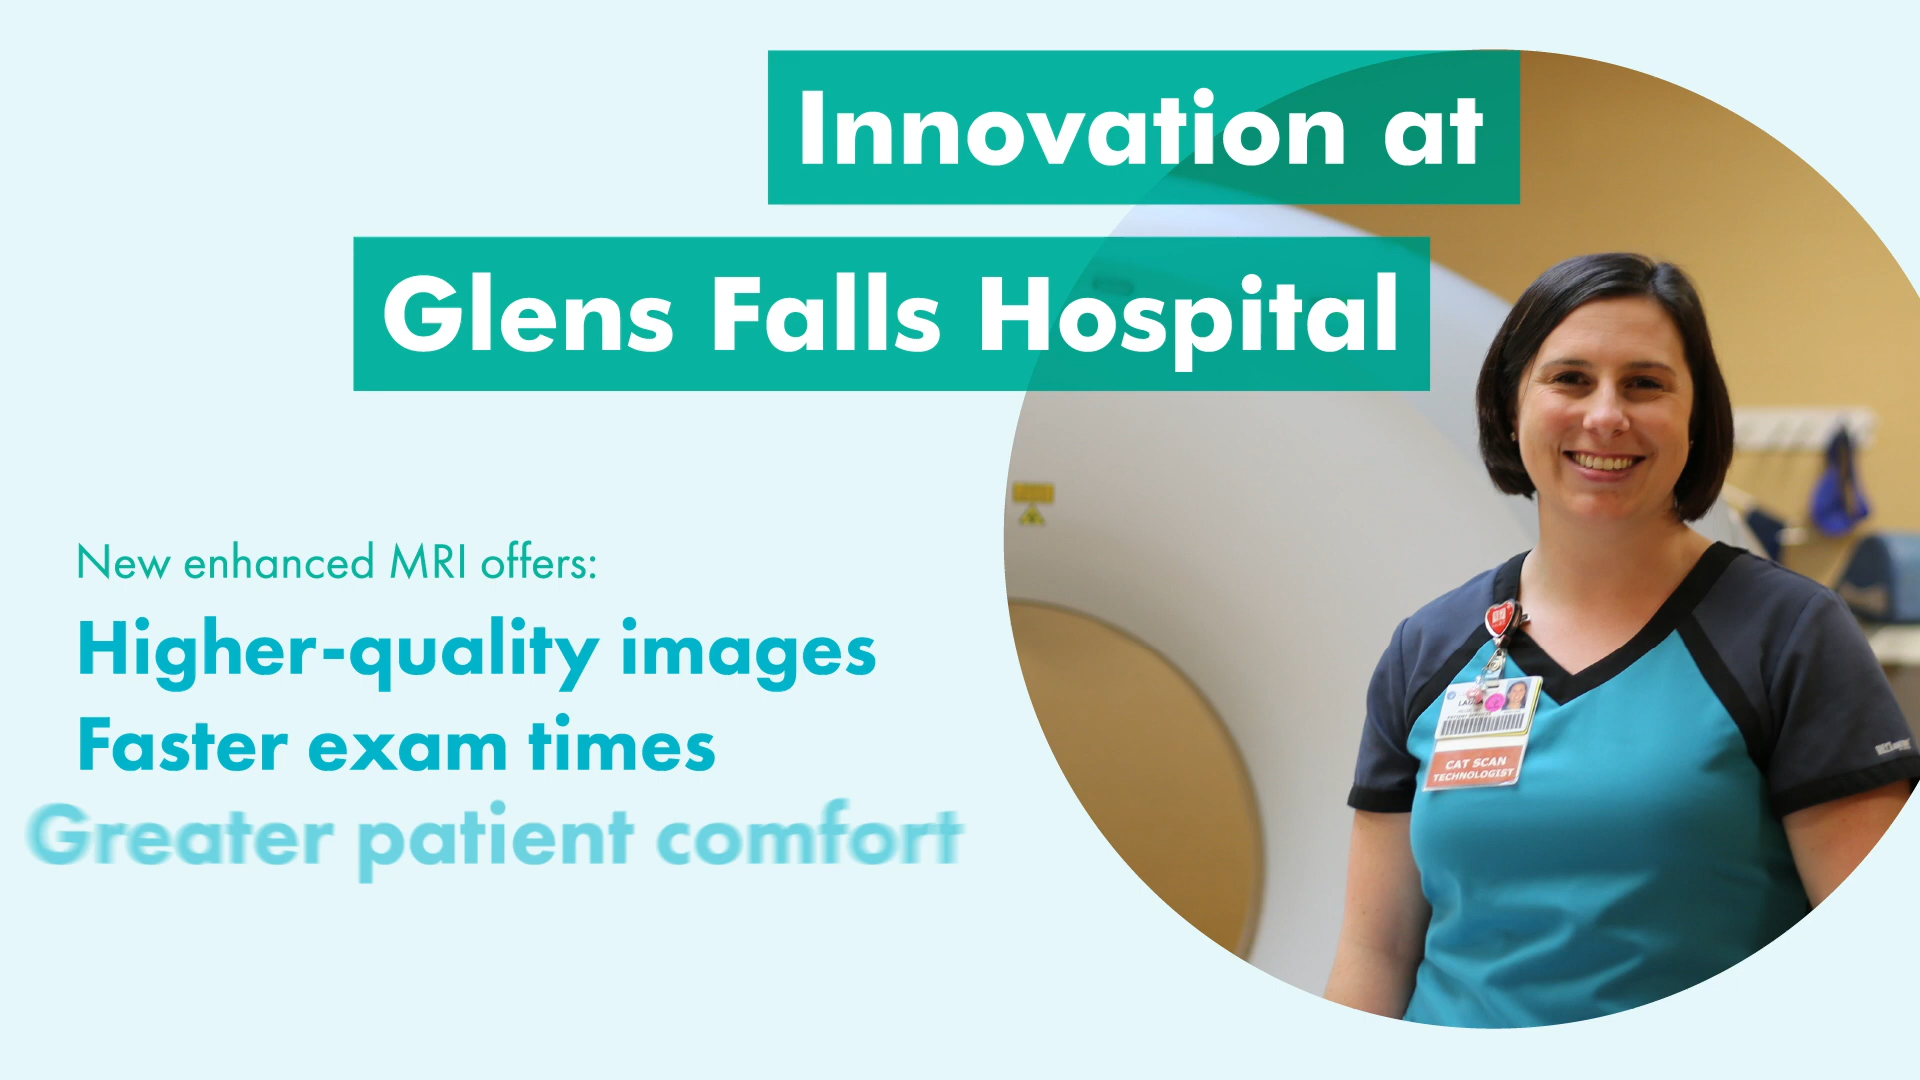 Innovation at
Glens Falls Hospital
New enhanced MRI offers:
Higher-quality images
Faster exam times
Greater patient comfort
CAT SCAN
TECHNOLOGIST